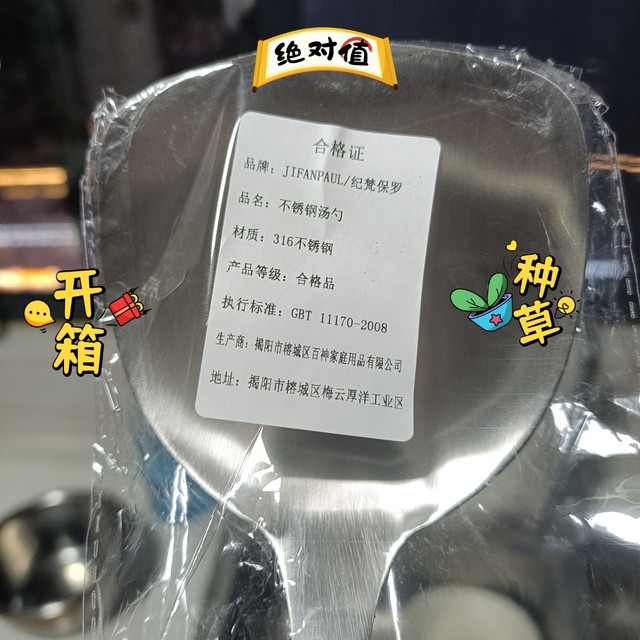 绝对值
合格证
品牌：JIFANPAUL/纪梵保罗
品名：不锈钢汤勺
材质：316不锈钢
产品等级：合格品
执行标准：GBT 11170-2008
生产商：揭阳市榕城区百神家庭用品有限公司
地址：揭阳市榕城区梅云厚洋工业区
开箱
种草